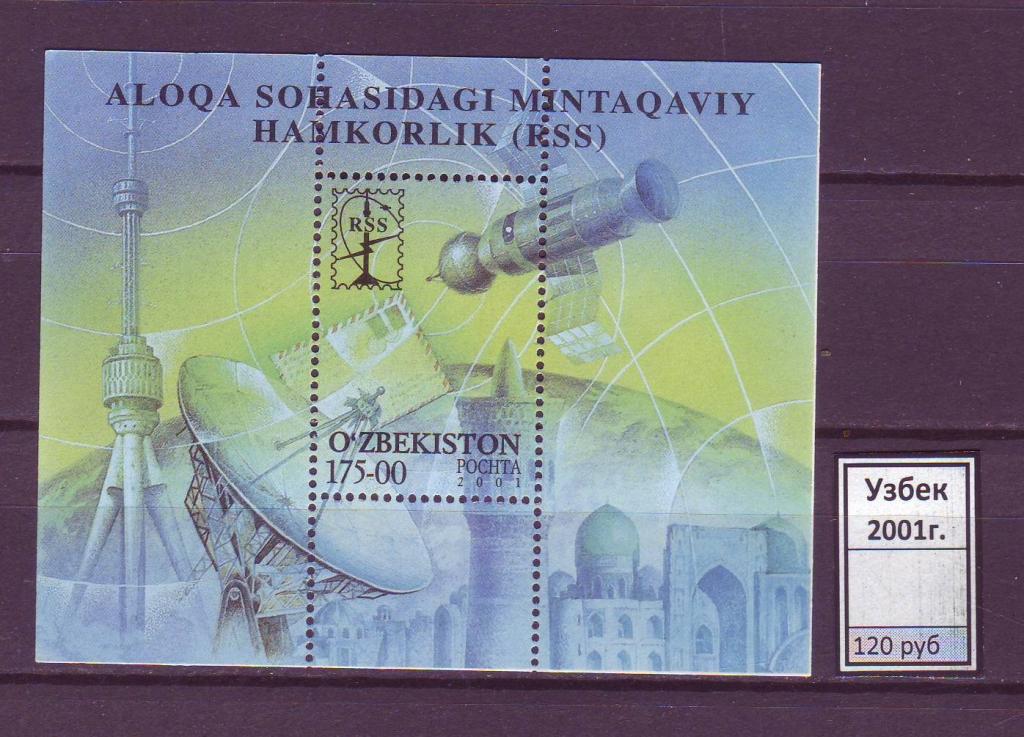 ALOQA SOHASIDAGI MINTAQAVIY
HAMKORLIK (RSS)
RSS
O‘ZBEKISTON
175-00 POCHTA
2001
Узбек
2001г.
120 руб